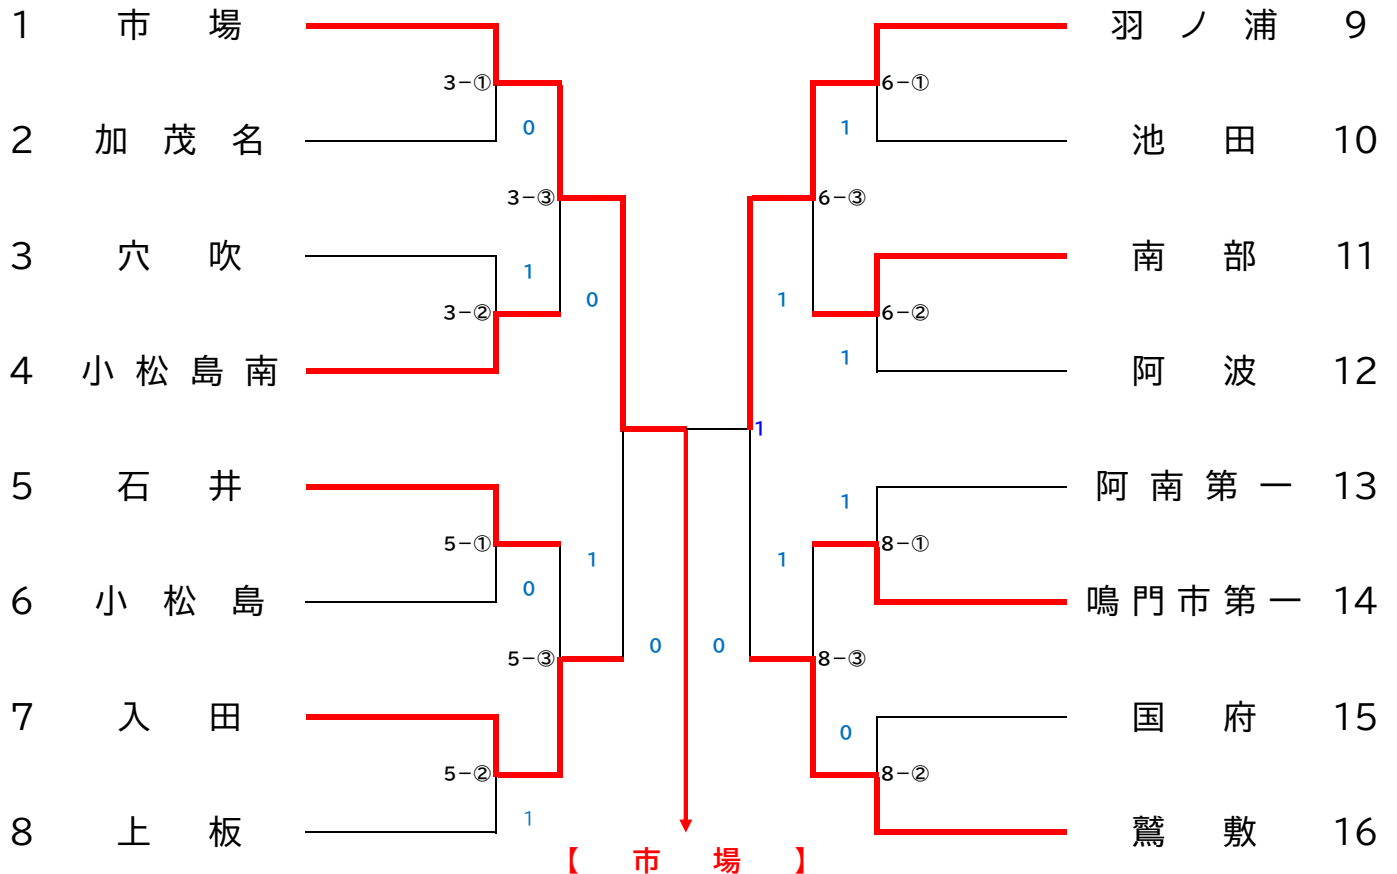 1 市 場 羽 ノ 浦 9
3-① 6-①
0 1
2 加 茂 名 池 田 10
3-③ 6-③
3 穴 吹 南 部 11
1
0 1
3-② 6-②
1
4 小 松 島 南 阿 波 12
1
5 石 井 阿 南 第 一 13
1
5-① 8-①
1 1
0
6 小 松 島 鳴 門 市 第 一 14
0 0
5-③ 8-③
7 入 田 国 府 15
0
5-② 8-②
1
8 上 板 鷲 敷 16
【 市 場 】